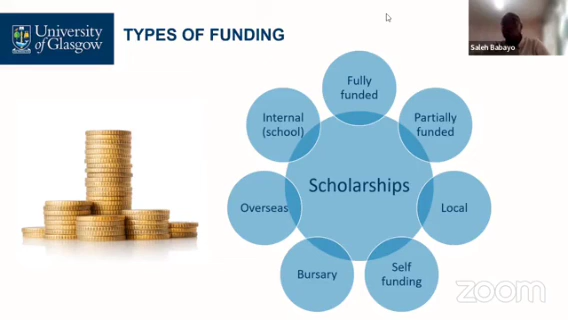 University
of Glasgow
TYPES OF FUNDING
Saleh Babayo
Fully
funded
Internal
(school)
Partially
funded
Scholarships
Overseas
Local
Bursary
Self
funding
zoom